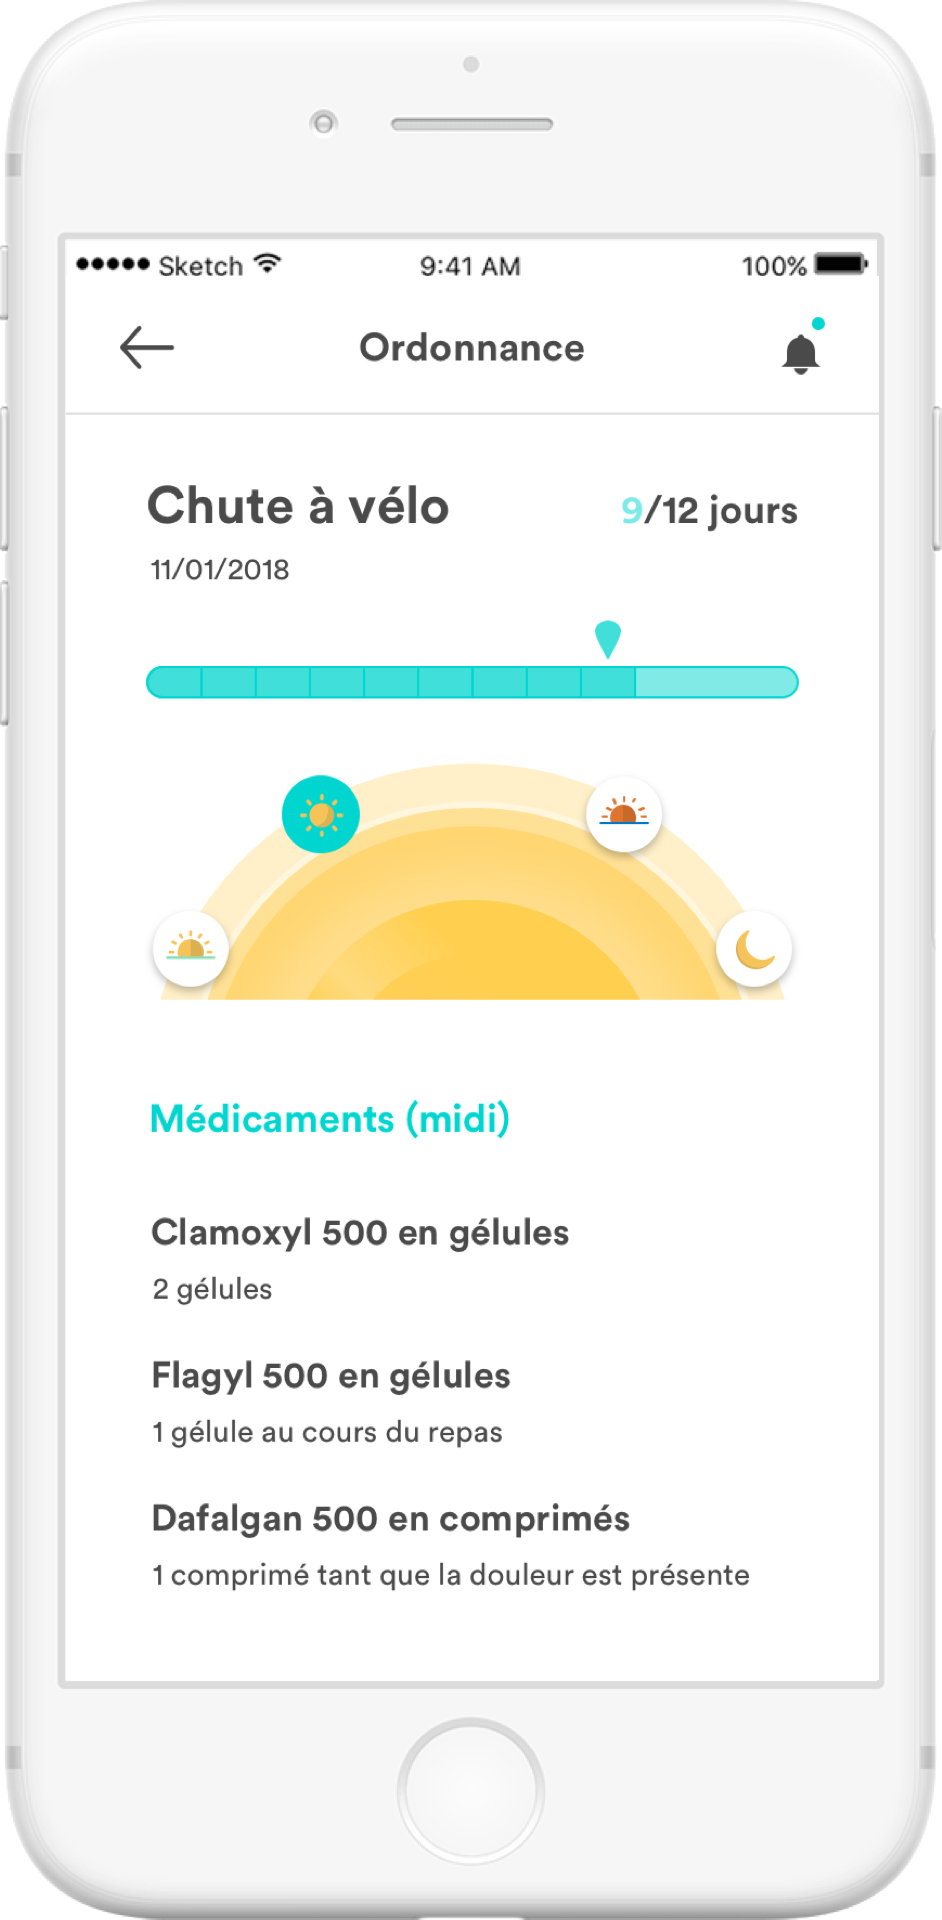 Sketch 9:41 AM 100%
Ordonnance
Chute à vélo 9/12 jours
11/01/2018
Médicaments (midi)
Clamoxyl 500 en gélules
2 gélules
Flagyl 500 en gélules
1 gélule au cours du repas
Dafalgan 500 en comprimés
1 comprimé tant que la douleur est présente